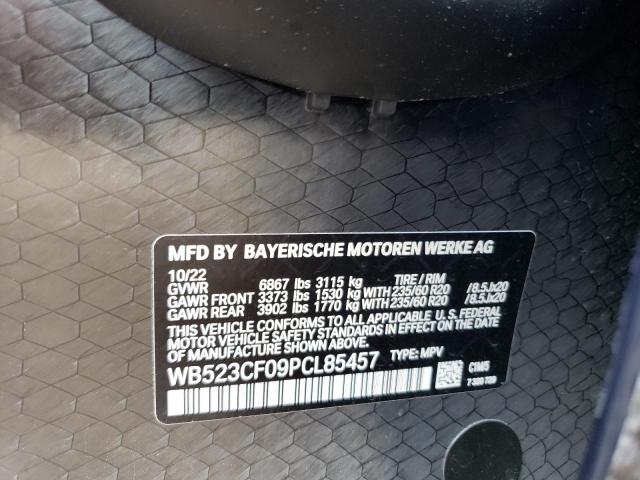 MFD BY BAYERISCHE MOTOREN WERKE AG
10/22
GVWR 6867 lbs 3115 kg TIRE / RIM
GAWR FRONT 3373 lbs 1530 kg WITH 235/60 R20 /8.5Jx20
GAWR REAR 3902 lbs 1770 kg WITH 235/60 R20 /8.5Jx20
THIS VEHICLE CONFORMS TO ALL APPLICABLE U. S. FEDERAL
MOTOR VEHICLE SAFETY STANDARDS IN EFFECT ON THE DATE
OF MANUFACTURE SHOWN ABOVE.
WB523CF09PCL85457 TYPE: MPV
C1M5